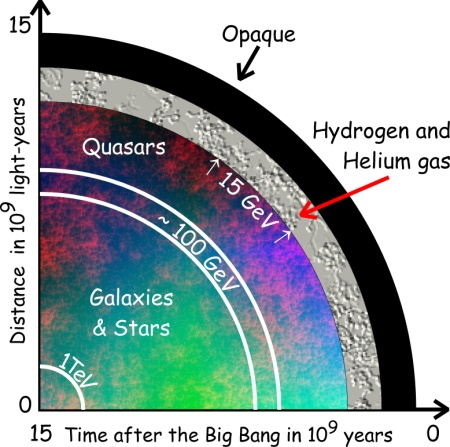 15
Opaque
Hydrogen and
Helium gas
Quasars
15 GeV
~ 100 GeV
Galaxies
& Stars
1TeV
Distance in 10⁹ light-years
0
15 Time after the Big Bang in 10⁹ years 0